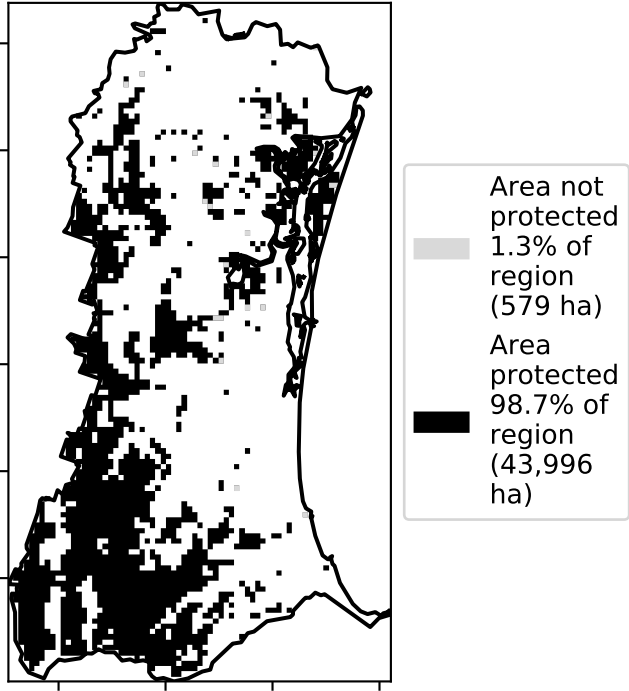 Area not
protected
1.3% of
region
(579 ha)
Area
protected
98.7% of
region
(43,996
ha)